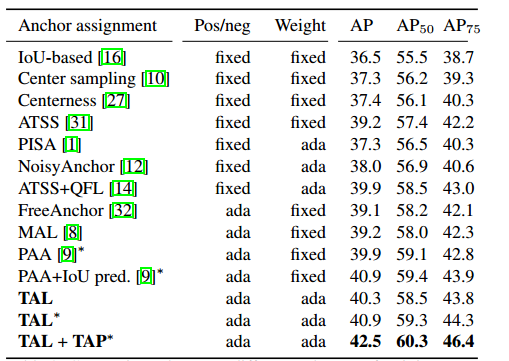 Anchor assignment Pos/neg Weight AP AP50 AP75
IoU-based [16] fixed fixed 36.5 55.5 38.7
Center sampling [10] fixed fixed 37.3 56.2 39.3
Centerness [27] fixed fixed 37.4 56.1 40.3
ATSS [31] fixed fixed 39.2 57.4 42.2
PISA [1] fixed ada 37.3 56.5 40.3
NoisyAnchor [12] fixed ada 38.0 56.9 40.6
ATSS+QFL [14] fixed ada 39.9 58.5 43.0
FreeAnchor [32] ada fixed 39.1 58.2 42.1
MAL [8] ada fixed 39.2 58.0 42.3
PAA [9]* ada fixed 39.9 59.1 42.8
PAA+IoU pred. [9]* ada fixed 40.9 59.4 43.9
TAL ada ada 40.3 58.5 43.8
TAL* ada ada 40.9 59.3 44.3
TAL + TAP* ada ada 42.5 60.3 46.4